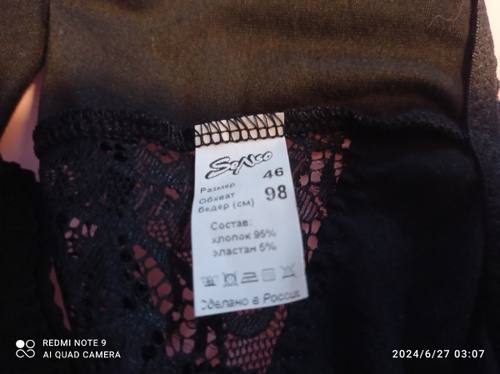 Размер 46
Обхват
бедер (см) 98
Состав:
хлопок 95%
эластан 5%
Сделано в России
REDMI NOTE 9
AI QUAD CAMERA
2024/6/27 03:07